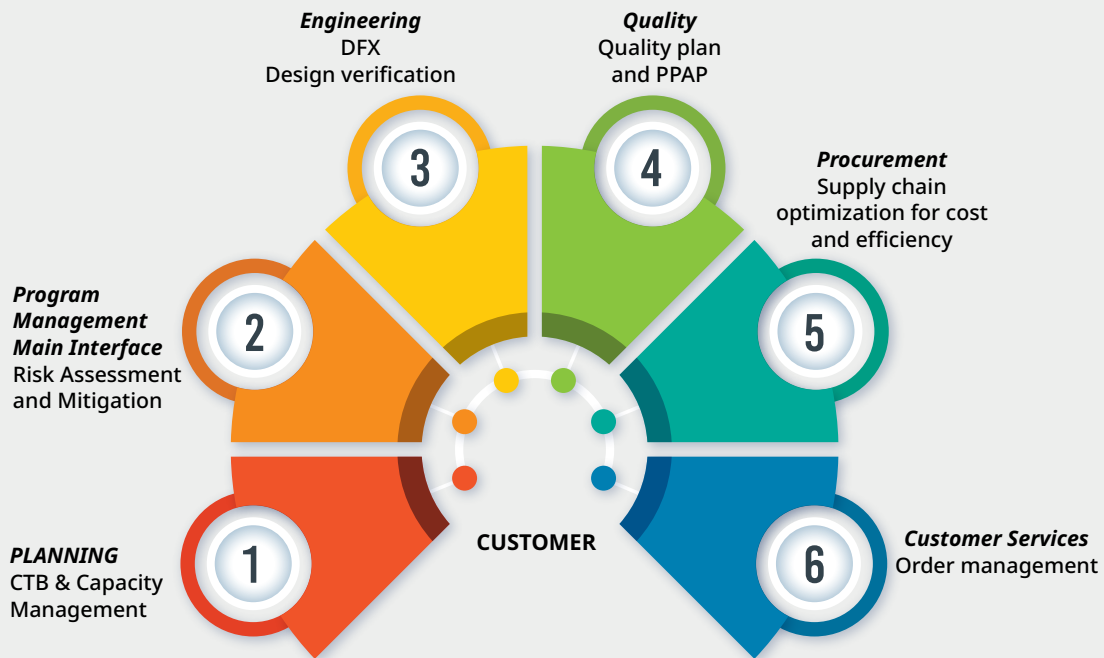 PLANNING
CTB & Capacity
Management
1
Program
Management
Main Interface
Risk Assessment
and Mitigation
2
Engineering
DFX
Design verification
3
Quality
Quality plan
and PPAP
4
Procurement
Supply chain
optimization for cost
and efficiency
5
Customer Services
Order management
6
CUSTOMER